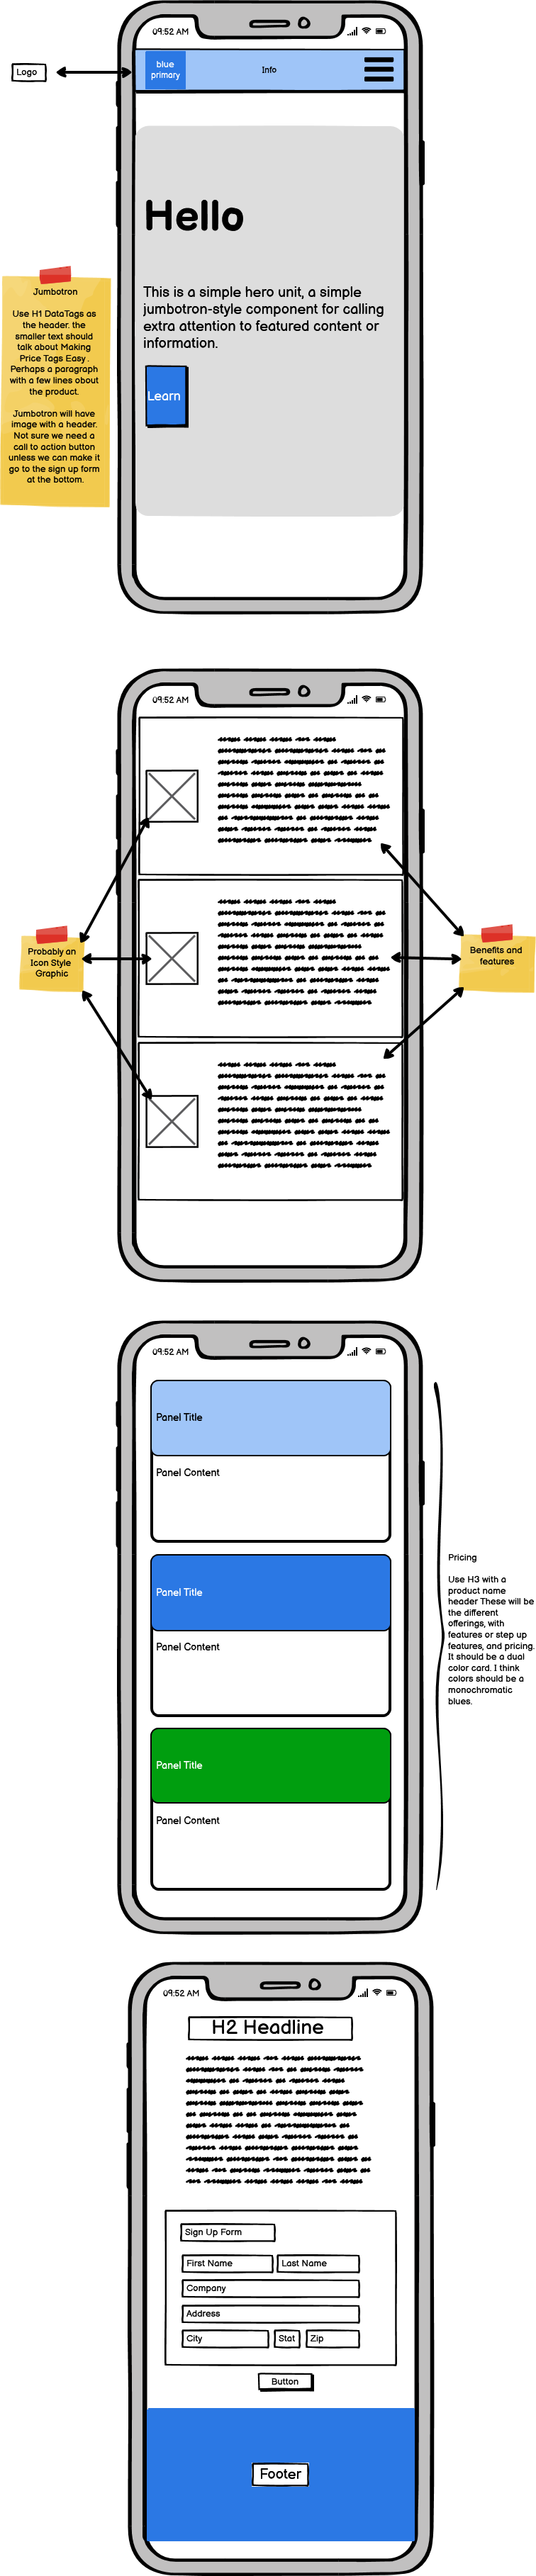 09:52 AM
Logo
blue
primary
Info
Hello
This is a simple hero unit, a simple
jumbotron-style component for calling
extra attention to featured content or
information.
Learn
Jumbotron
Use H1 DataTags as
the header. the
smaller text should
talk about Making
Price Tags Easy .
Perhaps a paragraph
with a few lines obout
the product.
Jumbotron will have
image with a header.
Not sure we need a
call to action button
unless we can make it
go to the sign up form
at the bottom.
09:52 AM
Probably an
Icon Style
Graphic
Benefits and
features
09:52 AM
Panel Title
Panel Content
Panel Title
Panel Content
Panel Title
Panel Content
Pricing
Use H3 with a
product name
header These will be
the different
offerings, with
features or step up
features, and pricing.
It should be a dual
color card. I think
colors should be a
monochromatic
blues.
09:52 AM
H2 Headline
Sign Up Form
First Name Last Name
Company
Address
City Stat Zip
Button
Footer